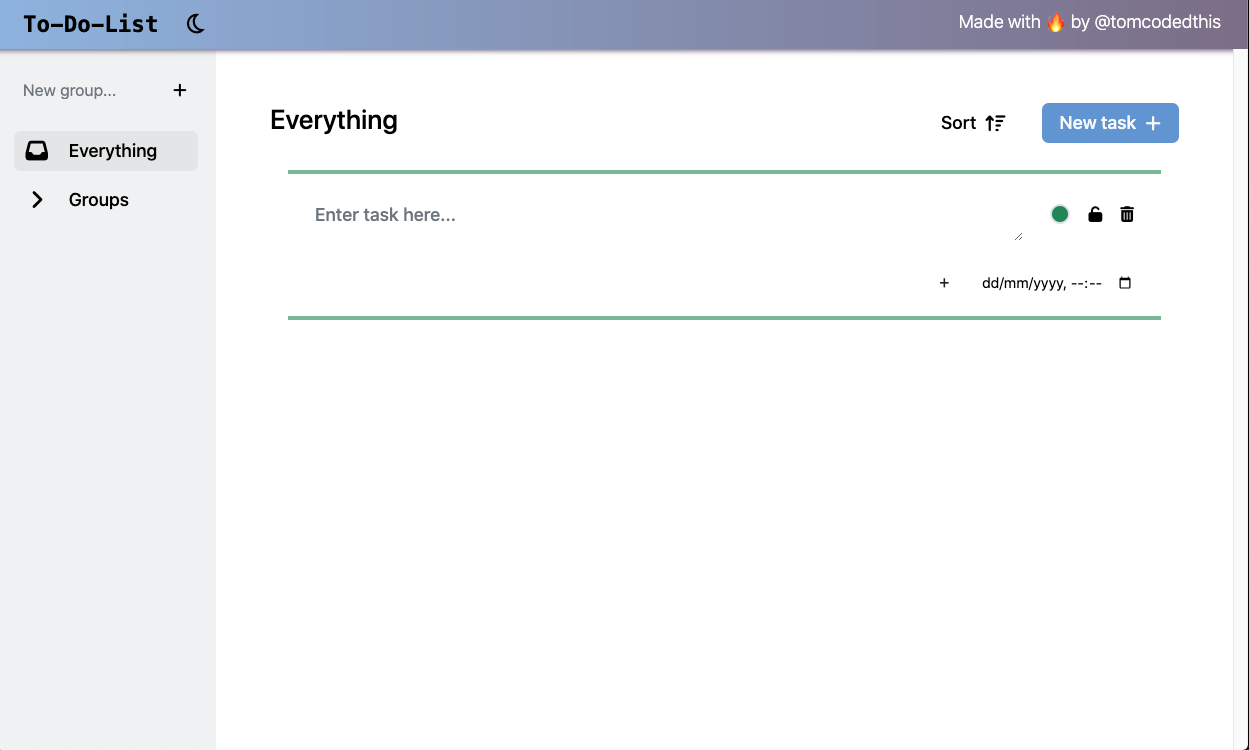 To-Do-List
Made with 🔥 by @tomcodedthis
New group...
Everything
Groups
Everything
Sort
New task +
Enter task here...
+ dd/mm/yyyy, --:--